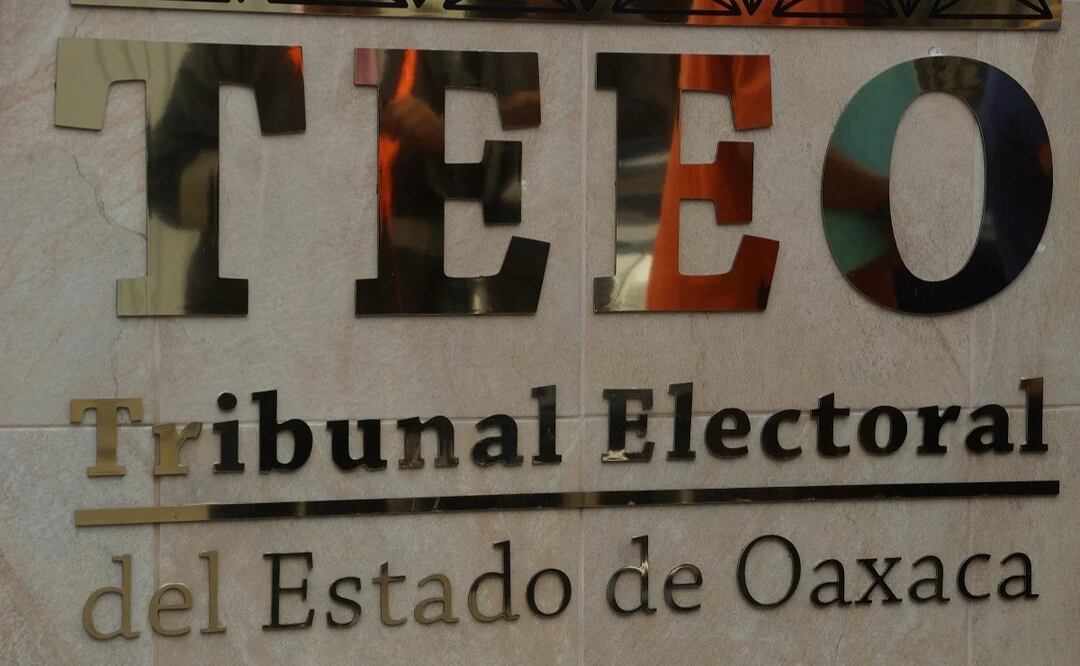 TEEO
Tribunal Electoral
del Estado de Oaxaca